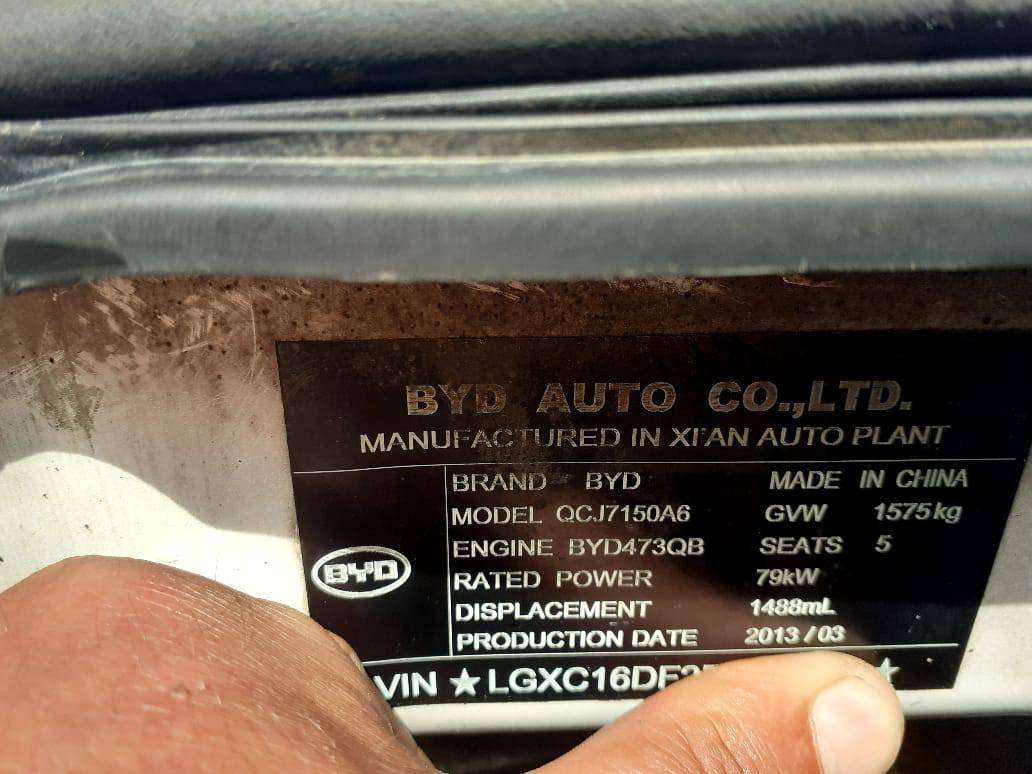 BYD AUTO CO.,LTD.
MANUFACTURED IN XI'AN AUTO PLANT
BRAND BYD MADE IN CHINA
MODEL QCJ7150A6 GVW 1575kg
ENGINE BYD473QB SEATS 5
BYD
RATED POWER 79kW
DISPLACEMENT 1488mL
PRODUCTION DATE 2013/03
VIN ★LGXC16DF ★